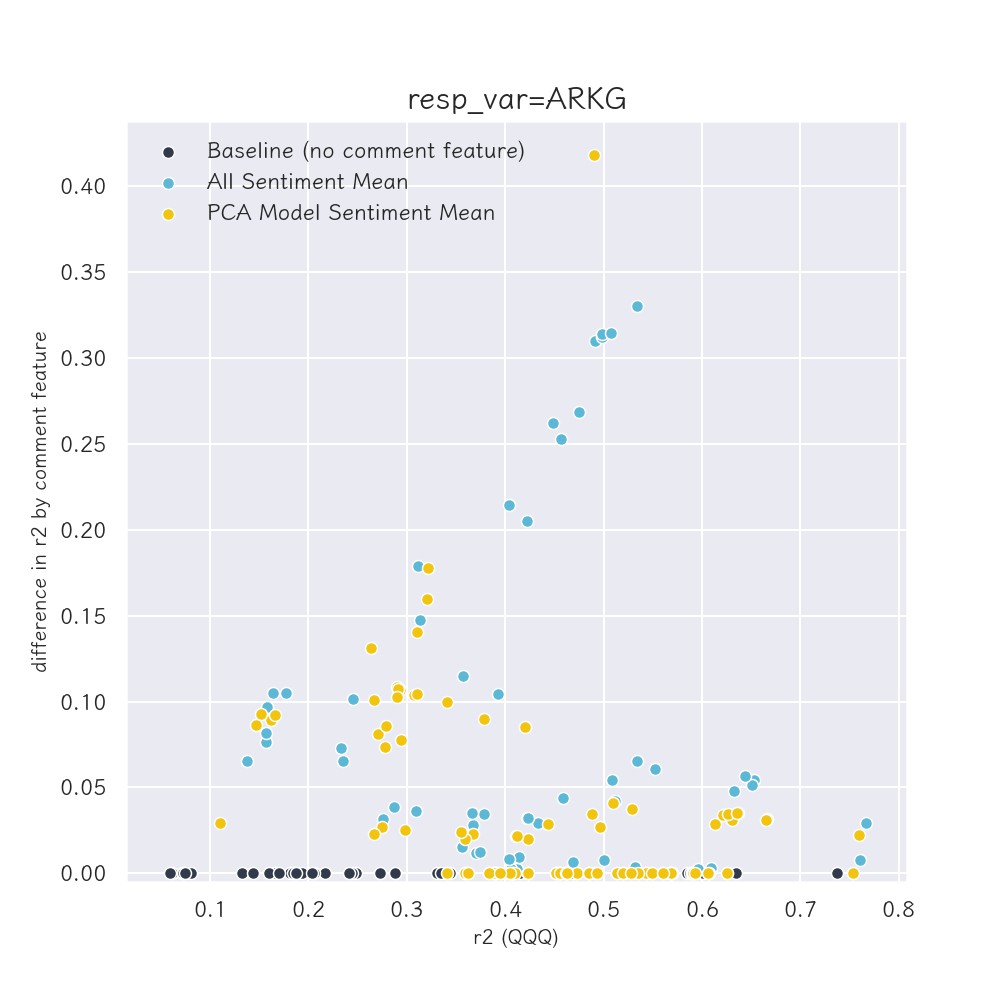 resp_var=ARKG
Baseline (no comment feature)
All Sentiment Mean
PCA Model Sentiment Mean
difference in r2 by comment feature
0.40
0.35
0.30
0.25
0.20
0.15
0.10
0.05
0.00
0.1 0.2 0.3 0.4 0.5 0.6 0.7 0.8
r2 (QQQ)